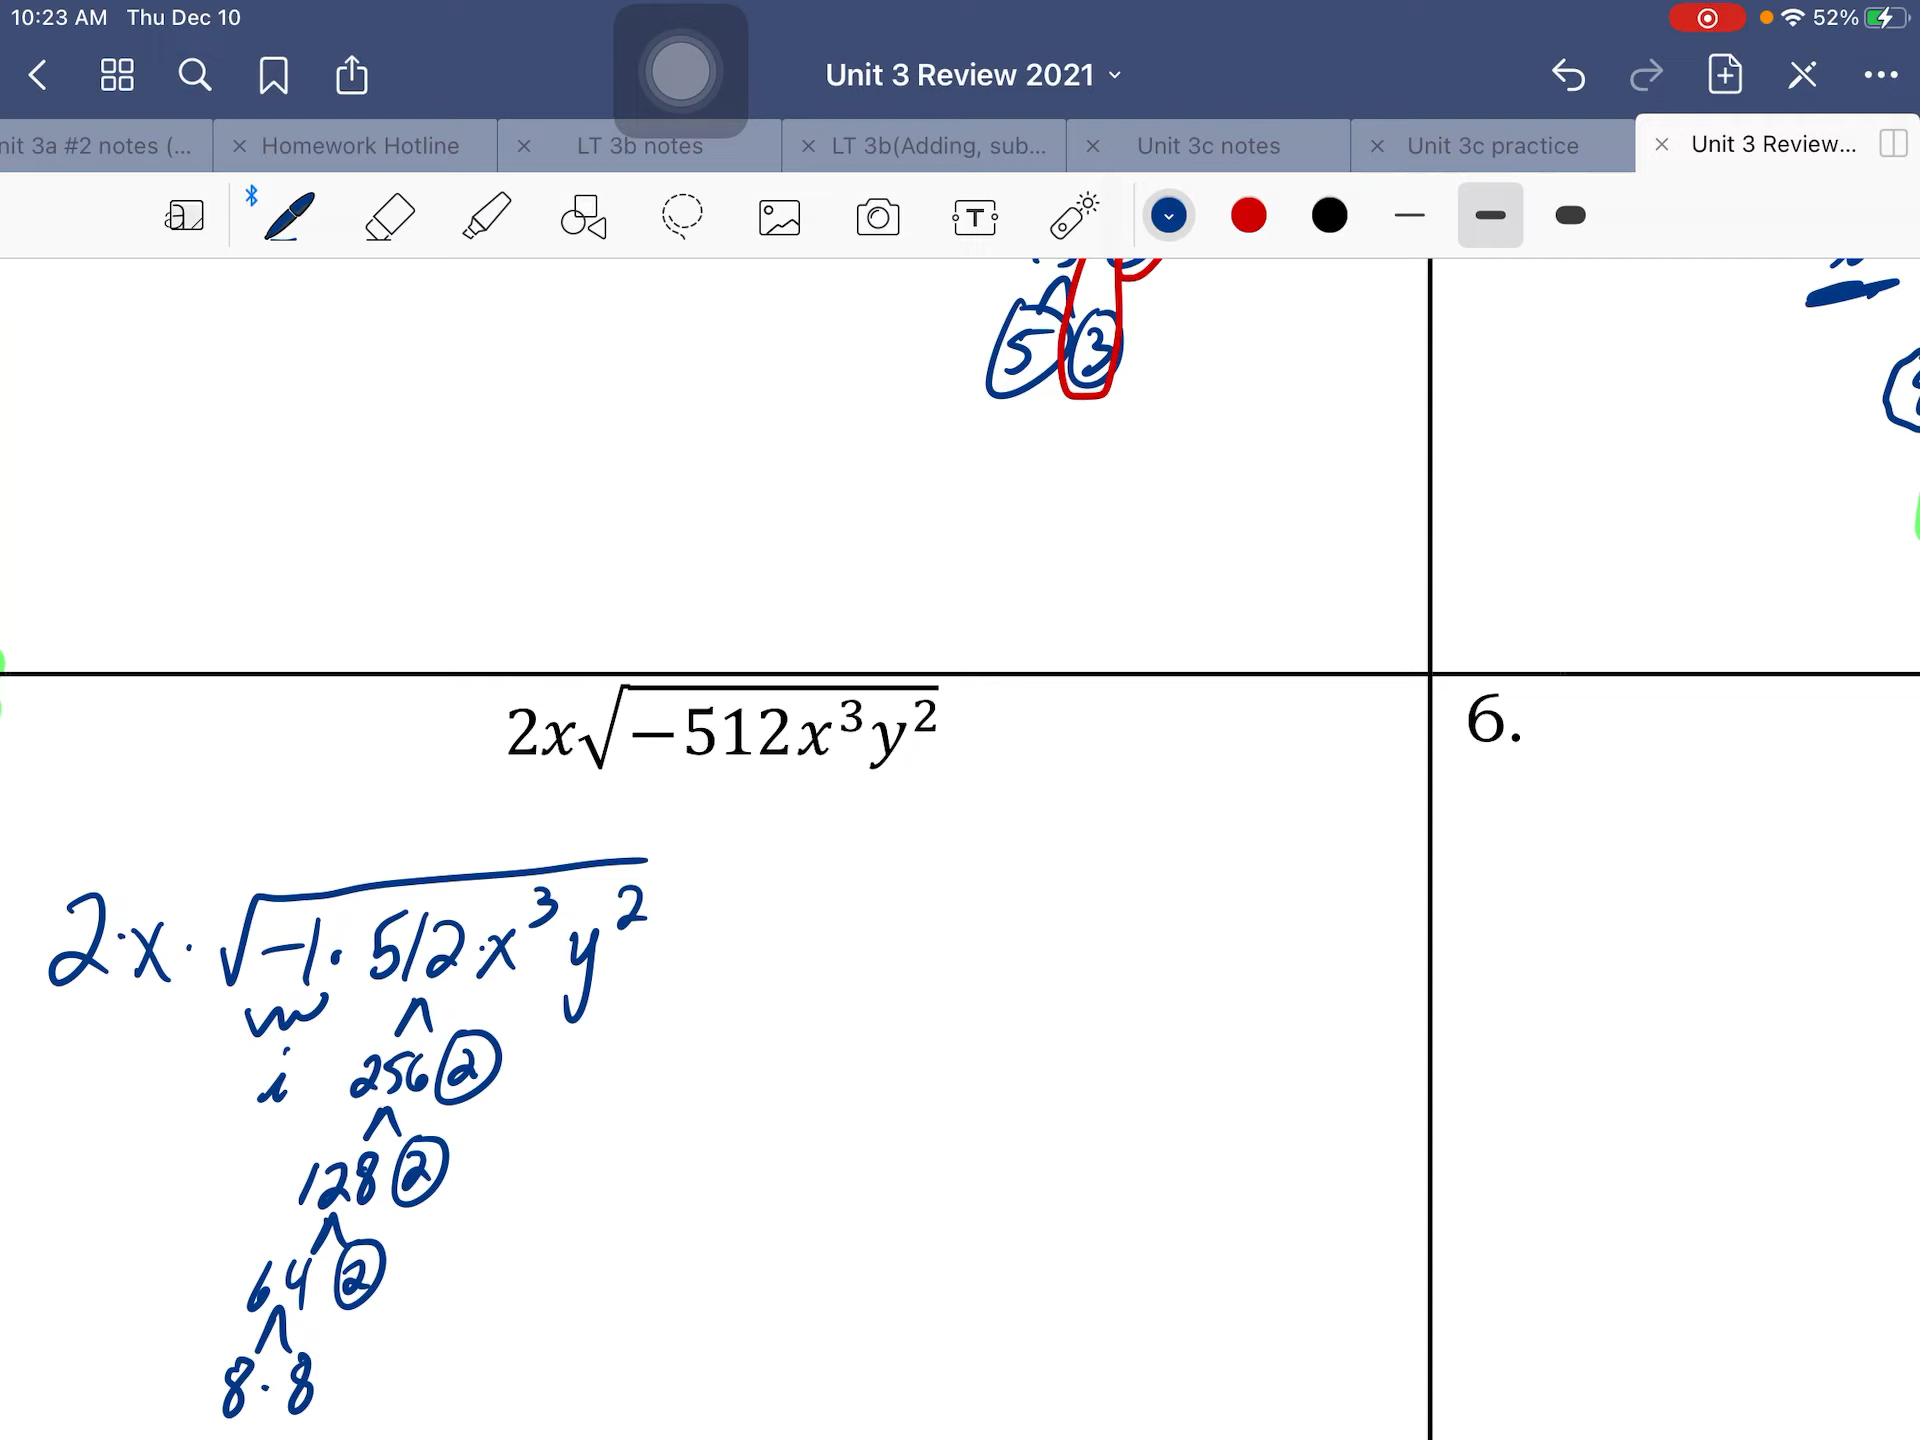 10:23 AM Thu Dec 10 52%
Unit 3 Review 2021
nit 3a #2 notes (... × Homework Hotline × LT 3b notes × LT 3b(Adding, sub... × Unit 3c notes × Unit 3c practice × Unit 3 Review...
T
5 3
2x√−512x³y² 6.
2·x·√-1·512·x³y²
i 256 2
128 2
64 2
8·8